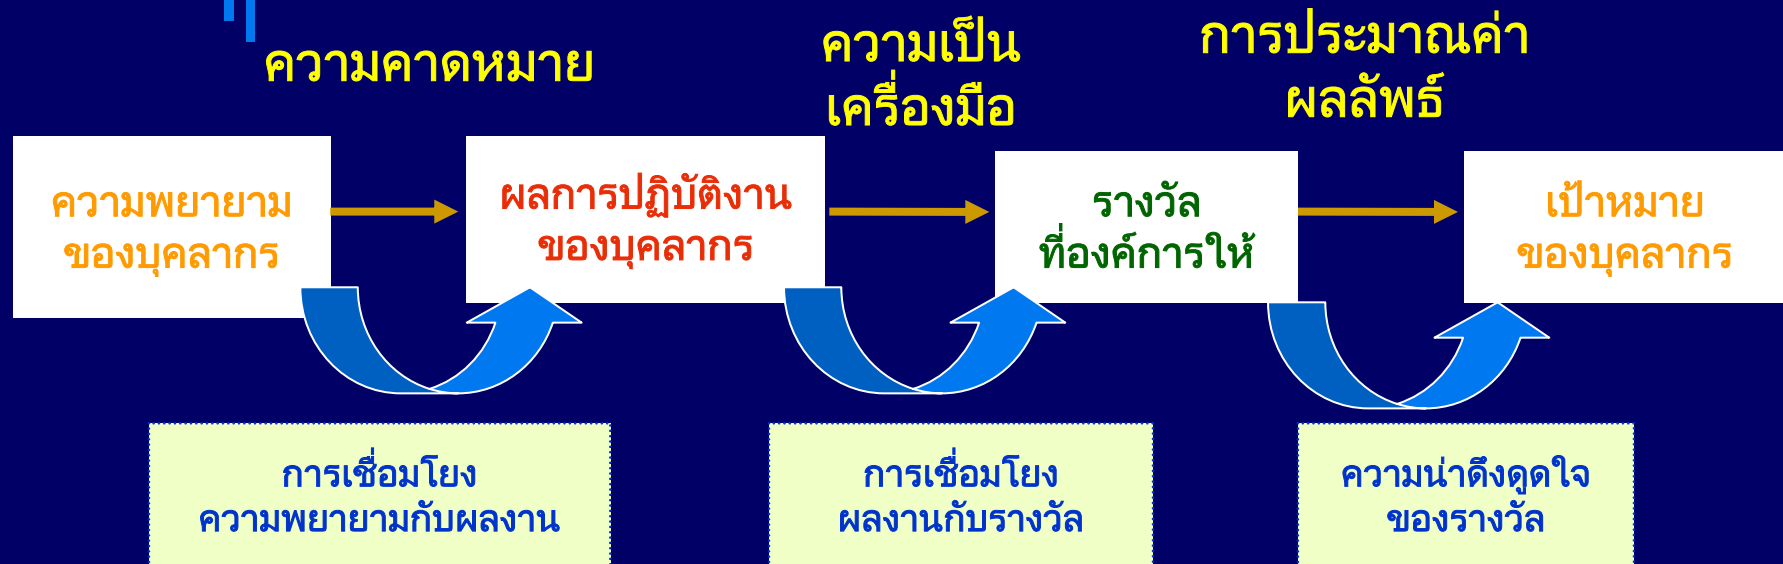 ความคาดหมาย
ความเป็น
เครื่องมือ
การประมาณค่า
ผลลัพธ์
ความพยายาม
ของบุคลากร
ผลการปฏิบัติงาน
ของบุคลากร
รางวัล
ที่องค์การให้
เป้าหมาย
ของบุคลากร
การเชื่อมโยง
ความพยายามกับผลงาน
การเชื่อมโยง
ผลงานกับรางวัล
ความน่าดึงดูดใจ
ของรางวัล